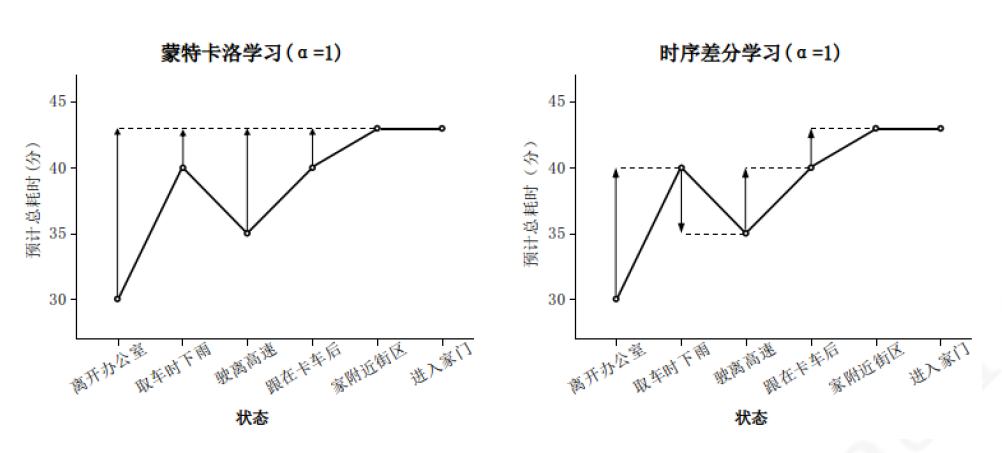 蒙特卡洛学习(α=1)
预计总耗时(分)
45
40
35
30
离开办公室
取车时下雨
驶离高速
跟在卡车后
家附近街区
进入家门
状态
时序差分学习(α=1)
预计总耗时（分）
45
40
35
30
离开办公室
取车时下雨
驶离高速
跟在卡车后
家附近街区
进入家门
状态